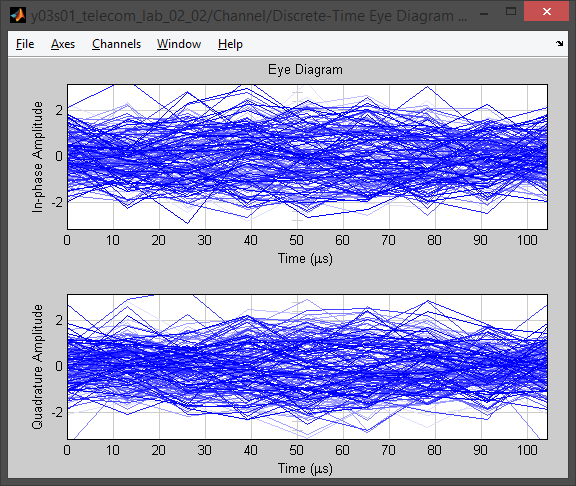 y03s01_telecom_lab_02_02/Channel/Discrete-Time Eye Diagram ...
File Axes Channels Window Help
Eye Diagram
In-phase Amplitude
2
0
-2
0 10 20 30 40 50 60 70 80 90 100
Time (µs)
Quadrature Amplitude
2
0
-2
0 10 20 30 40 50 60 70 80 90 100
Time (µs)